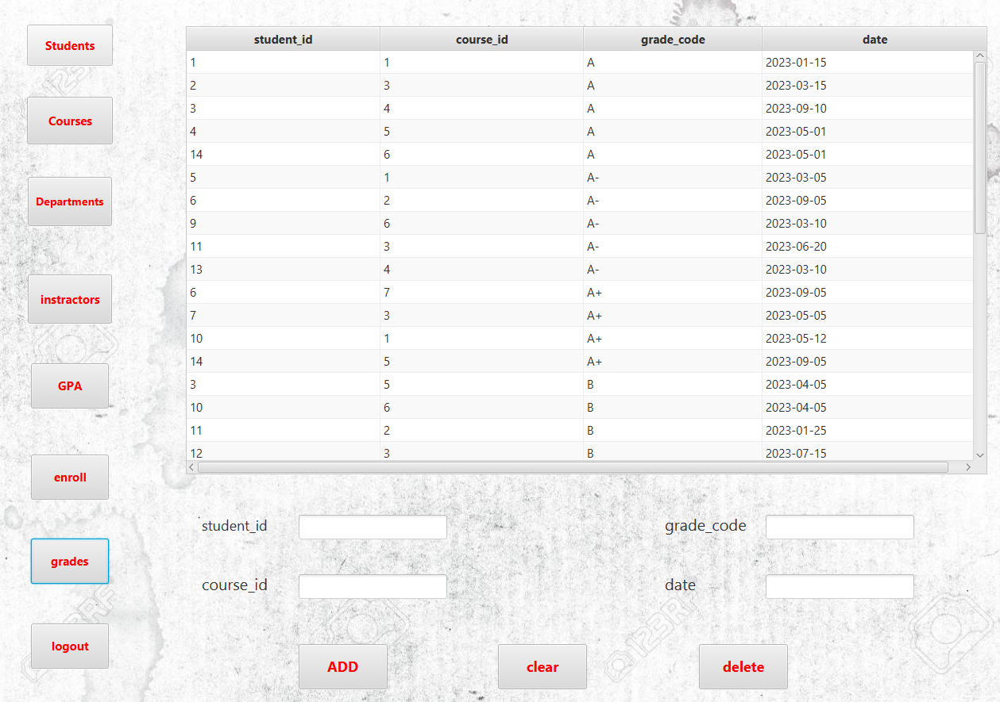 Students
Courses
Departments
instractors
GPA
enroll
grades
logout
student_id course_id grade_code date
1 1 A 2023-01-15
2 3 A 2023-03-15
3 4 A 2023-09-10
4 5 A 2023-05-01
14 6 A 2023-05-01
5 1 A- 2023-03-05
6 2 A- 2023-09-05
9 6 A- 2023-03-10
11 3 A- 2023-06-20
13 4 A- 2023-03-10
6 7 A+ 2023-09-05
7 3 A+ 2023-05-05
10 1 A+ 2023-05-12
14 5 A+ 2023-09-05
3 5 B 2023-04-05
10 6 B 2023-04-05
11 2 B 2023-01-25
12 3 B 2023-07-15
student_id grade_code
course_id date
ADD clear delete
123RF
123RF
123RF